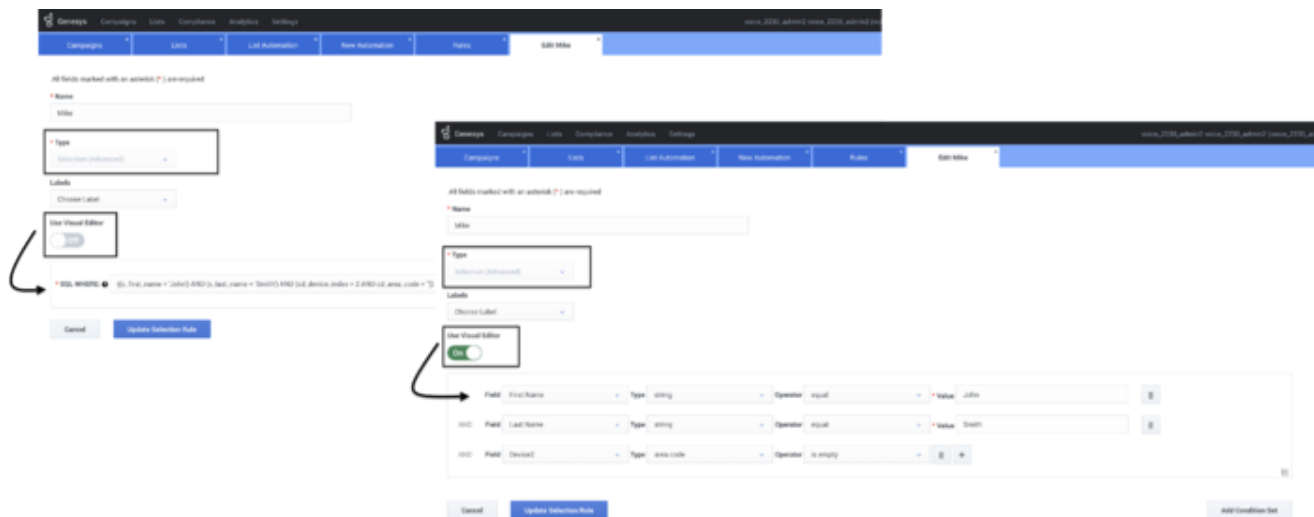 Genesys Campaigns Lists Compliance Analytics Settings
Campaigns Lists List Automation New Automation Rules Edit Mike
All fields marked with an asterisk (*) are required
* Name
Mike
* Type
Selection (Advanced)
Labels
Choose Label
Use Visual Editor
Off
* SQL WHERE:
Cancel Update Selection Rule
Genesys Campaigns Lists Compliance Analytics Settings
Campaigns Lists List Automation New Automation Rules Edit Mike
All fields marked with an asterisk (*) are required
* Name
Mike
* Type
Selection (Advanced)
Labels
Choose Label
Use Visual Editor
On
Field First Name Type string Operator equal * Value John
AND Field Last Name Type string Operator equal * Value Smith
AND Field Device2 Type area code Operator is empty
Cancel Update Selection Rule Add Condition Set